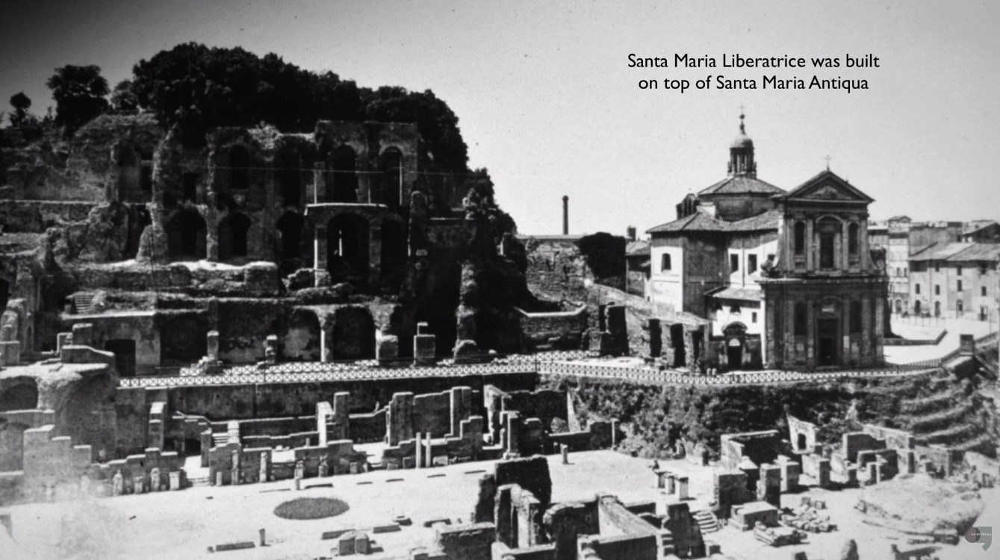 Santa Maria Liberatrice was built
on top of Santa Maria Antiqua